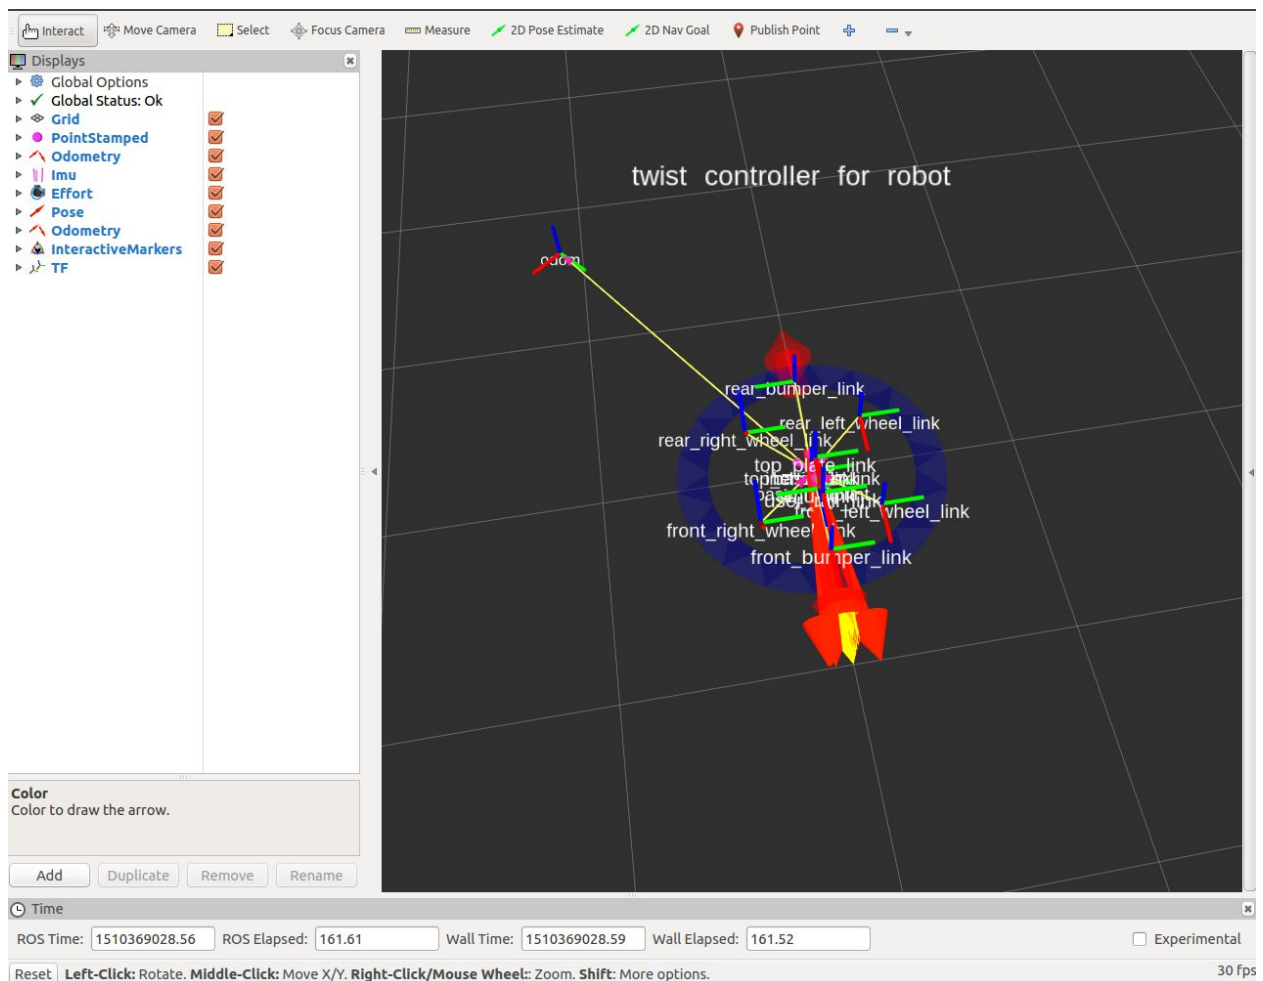 Interact Move Camera Select Focus Camera Measure 2D Pose Estimate 2D Nav Goal Publish Point
Displays
Global Options
Global Status: Ok
Grid
PointStamped
Odometry
Imu
Effort
Pose
Odometry
InteractiveMarkers
TF
twist controller for robot
odom
rear_bumper_link
rear_left_wheel_link
rear_right_wheel_link
top_plate_link
front_left_wheel_link
front_right_wheel_link
front_bumper_link
Color
Color to draw the arrow.
Add Duplicate Remove Rename
Time
ROS Time: 1510369028.56 ROS Elapsed: 161.61 Wall Time: 1510369028.59 Wall Elapsed: 161.52 Experimental
Reset Left-Click: Rotate. Middle-Click: Move X/Y. Right-Click/Mouse Wheel:: Zoom. Shift: More options. 30 fps